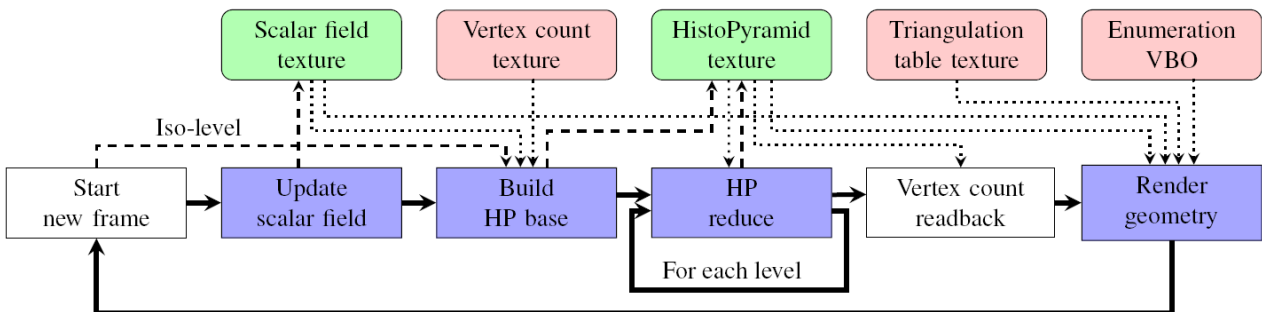 Scalar field
texture
Vertex count
texture
HistoPyramid
texture
Triangulation
table texture
Enumeration
VBO
Iso-level
Start
new frame
Update
scalar field
Build
HP base
HP
reduce
Vertex count
readback
Render
geometry
For each level